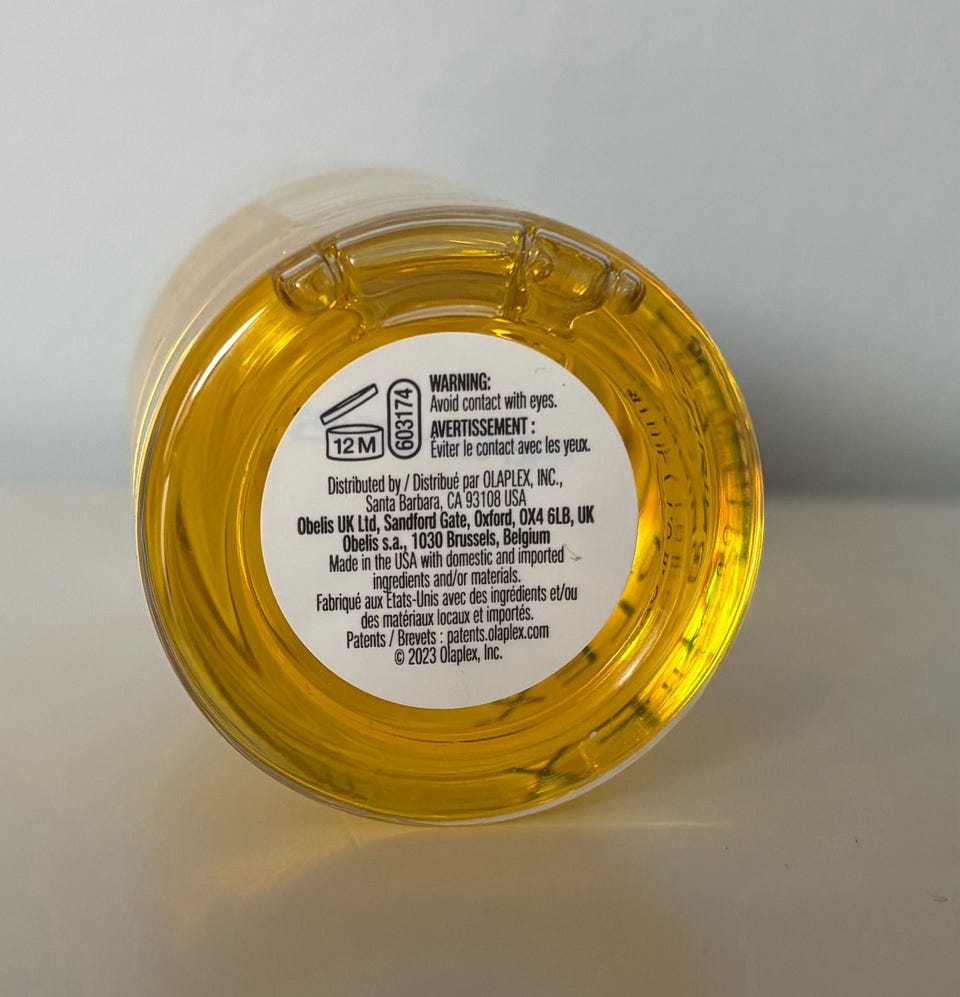 12 M
603174
WARNING:
Avoid contact with eyes.
AVERTISSEMENT :
Éviter le contact avec les yeux.
Distributed by / Distribué par OLAPLEX, INC.,
Santa Barbara, CA 93108 USA
Obelis UK Ltd, Sandford Gate, Oxford, OX4 6LB, UK
Obelis s.a., 1030 Brussels, Belgium
Made in the USA with domestic and imported
ingredients and/or materials.
Fabriqué aux États-Unis avec des ingrédients et/ou
des matériaux locaux et importés.
Patents / Brevets : patents.olaplex.com
© 2023 Olaplex, Inc.